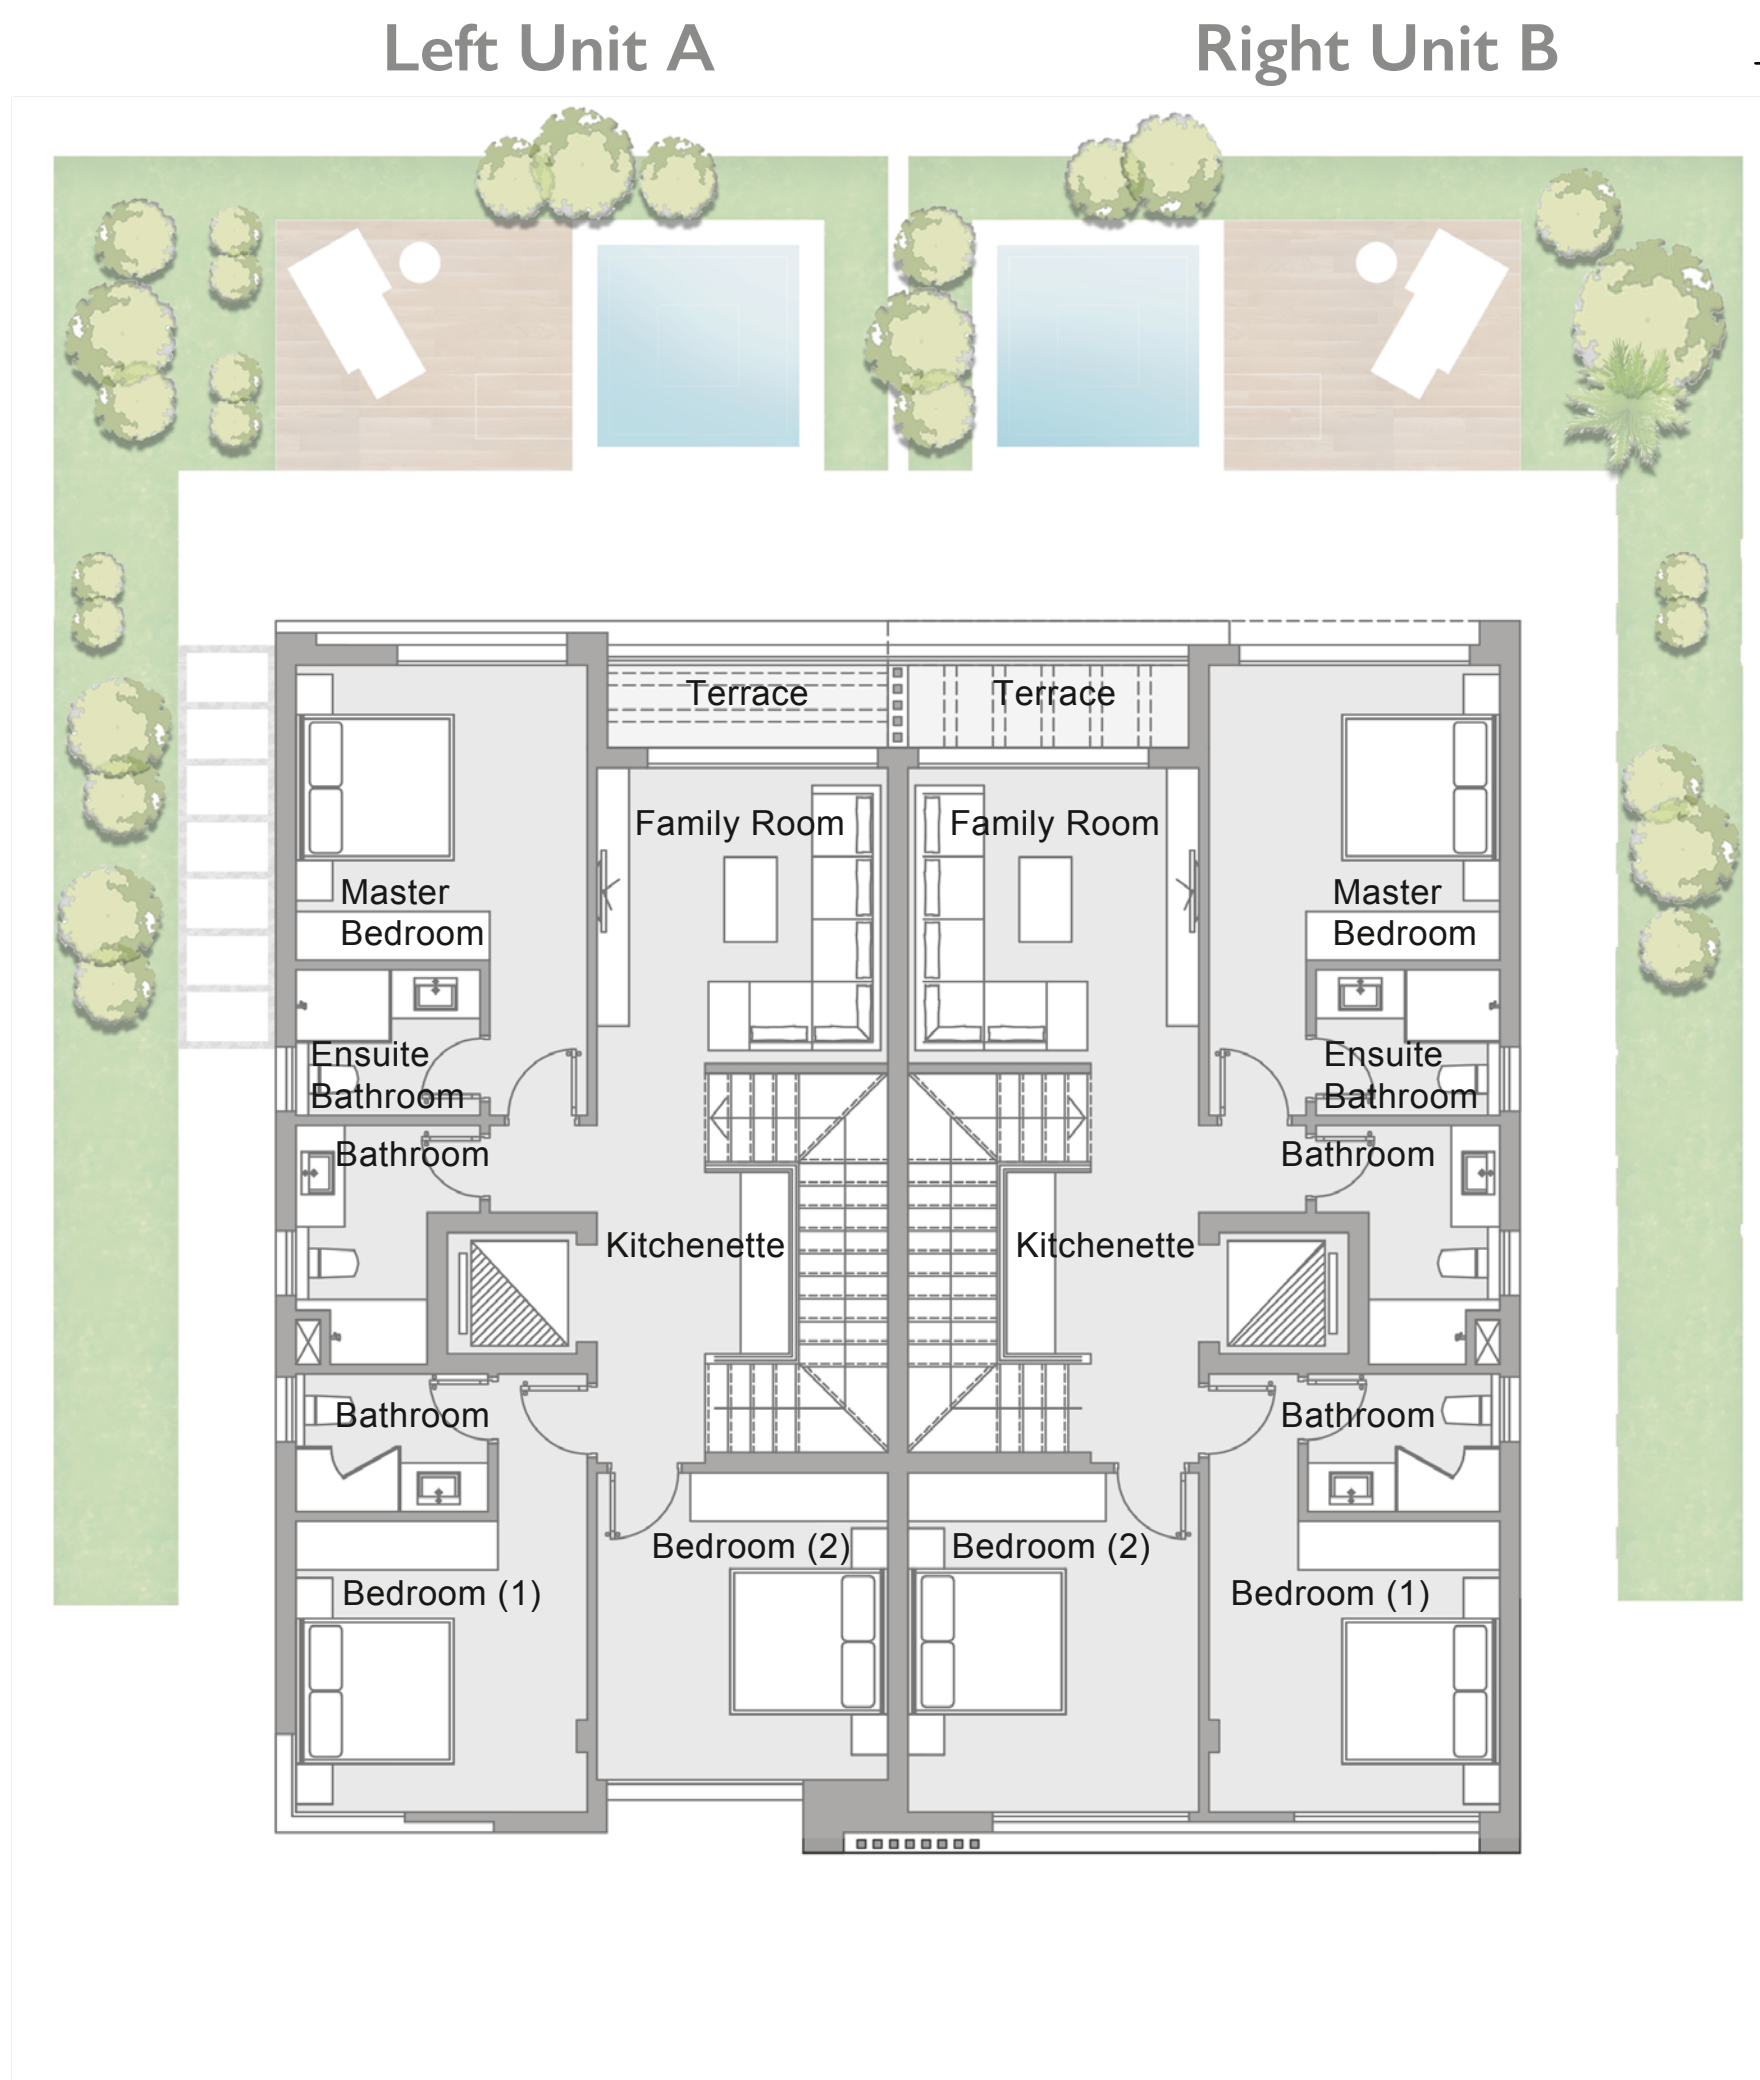 Left Unit A
Right Unit B
Terrace
Terrace
Family Room
Family Room
Master
Bedroom
Master
Bedroom
Ensuite
Bathroom
Ensuite
Bathroom
Bathroom
Bathroom
Kitchenette
Kitchenette
Bathroom
Bathroom
Bedroom (2)
Bedroom (2)
Bedroom (1)
Bedroom (1)